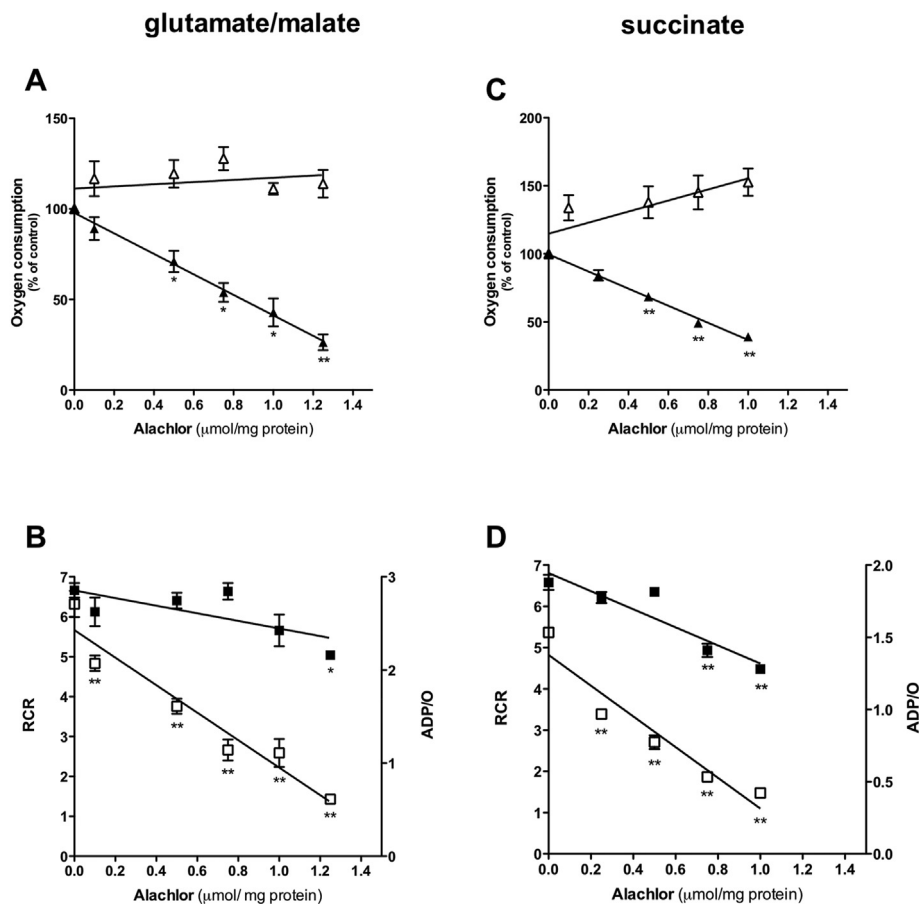 glutamate/malate
succinate
A
150
100
50
0
Oxygen consumption
(% of control)
*
*
*
**
0.0 0.2 0.4 0.6 0.8 1.0 1.2 1.4
Alachlor (μmol/mg protein)
C
200
150
100
50
0
Oxygen consumption
(% of control)
**
**
**
0.0 0.2 0.4 0.6 0.8 1.0 1.2 1.4
Alachlor (μmol/mg protein)
B
7
6
5
4
3
2
1
0
RCR
3
2
1
0
ADP/O
*
**
**
**
**
**
0.0 0.2 0.4 0.6 0.8 1.0 1.2 1.4
Alachlor (μmol/ mg protein)
D
7
6
5
4
3
2
1
0
RCR
2.0
1.5
1.0
0.5
0.0
ADP/O
**
**
**
**
**
**
0.0 0.2 0.4 0.6 0.8 1.0 1.2 1.4
Alachlor (μmol/mg protein)